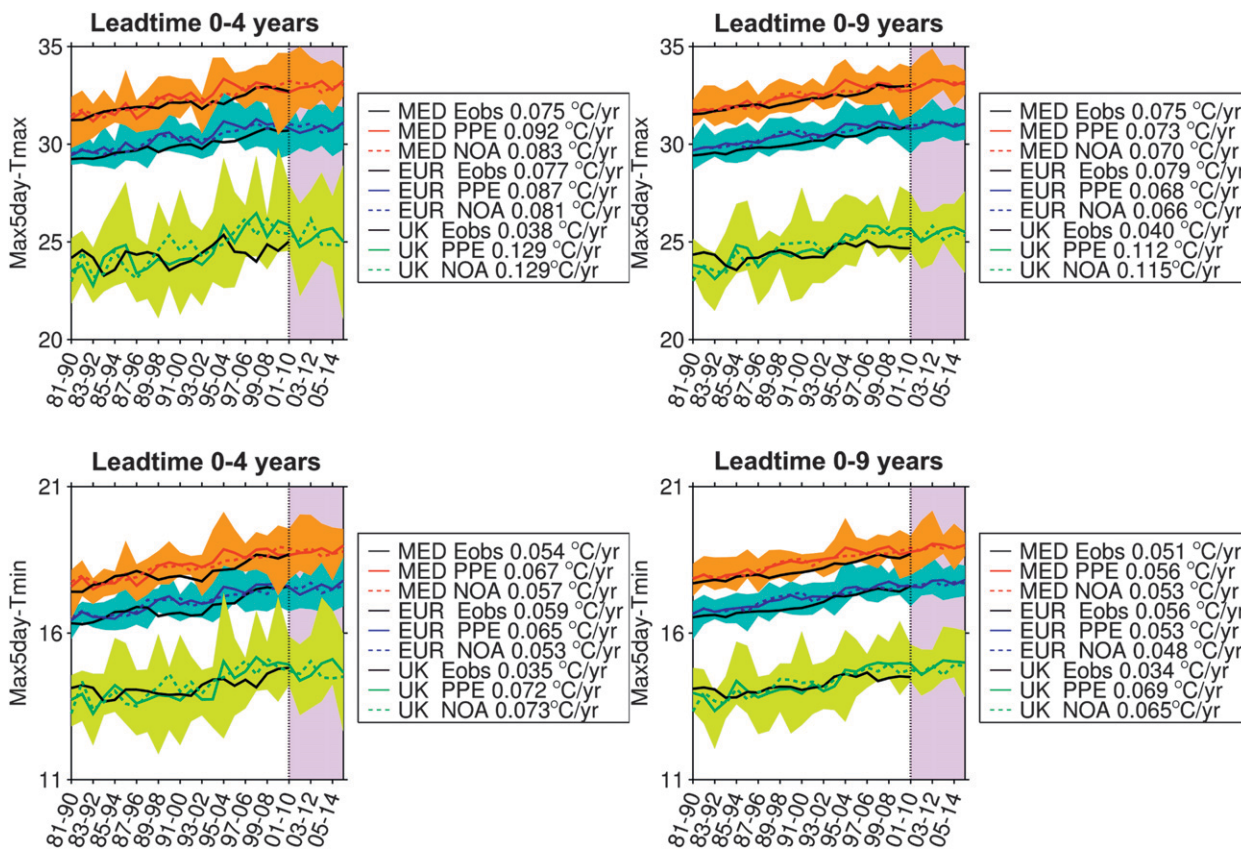 Leadtime 0-4 years
Max5day-Tmax
35
30
25
20
81-90
83-92
85-94
87-96
89-98
91-00
93-02
95-04
97-06
99-08
01-10
03-12
05-14
MED Eobs 0.075 °C/yr
MED PPE 0.092 °C/yr
MED NOA 0.083 °C/yr
EUR Eobs 0.077 °C/yr
EUR PPE 0.087 °C/yr
EUR NOA 0.081 °C/yr
UK Eobs 0.038 °C/yr
UK PPE 0.129 °C/yr
UK NOA 0.129°C/yr
Leadtime 0-9 years
Max5day-Tmax
35
30
25
20
81-90
83-92
85-94
87-96
89-98
91-00
93-02
95-04
97-06
99-08
01-10
03-12
05-14
MED Eobs 0.075 °C/yr
MED PPE 0.073 °C/yr
MED NOA 0.070 °C/yr
EUR Eobs 0.079 °C/yr
EUR PPE 0.068 °C/yr
EUR NOA 0.066 °C/yr
UK Eobs 0.040 °C/yr
UK PPE 0.112 °C/yr
UK NOA 0.115°C/yr
Leadtime 0-4 years
Max5day-Tmin
21
16
11
81-90
83-92
85-94
87-96
89-98
91-00
93-02
95-04
97-06
99-08
01-10
03-12
05-14
MED Eobs 0.054 °C/yr
MED PPE 0.067 °C/yr
MED NOA 0.057 °C/yr
EUR Eobs 0.059 °C/yr
EUR PPE 0.065 °C/yr
EUR NOA 0.053 °C/yr
UK Eobs 0.035 °C/yr
UK PPE 0.072 °C/yr
UK NOA 0.073°C/yr
Leadtime 0-9 years
Max5day-Tmin
21
16
11
81-90
83-92
85-94
87-96
89-98
91-00
93-02
95-04
97-06
99-08
01-10
03-12
05-14
MED Eobs 0.051 °C/yr
MED PPE 0.056 °C/yr
MED NOA 0.053 °C/yr
EUR Eobs 0.056 °C/yr
EUR PPE 0.053 °C/yr
EUR NOA 0.048 °C/yr
UK Eobs 0.034 °C/yr
UK PPE 0.069 °C/yr
UK NOA 0.065°C/yr